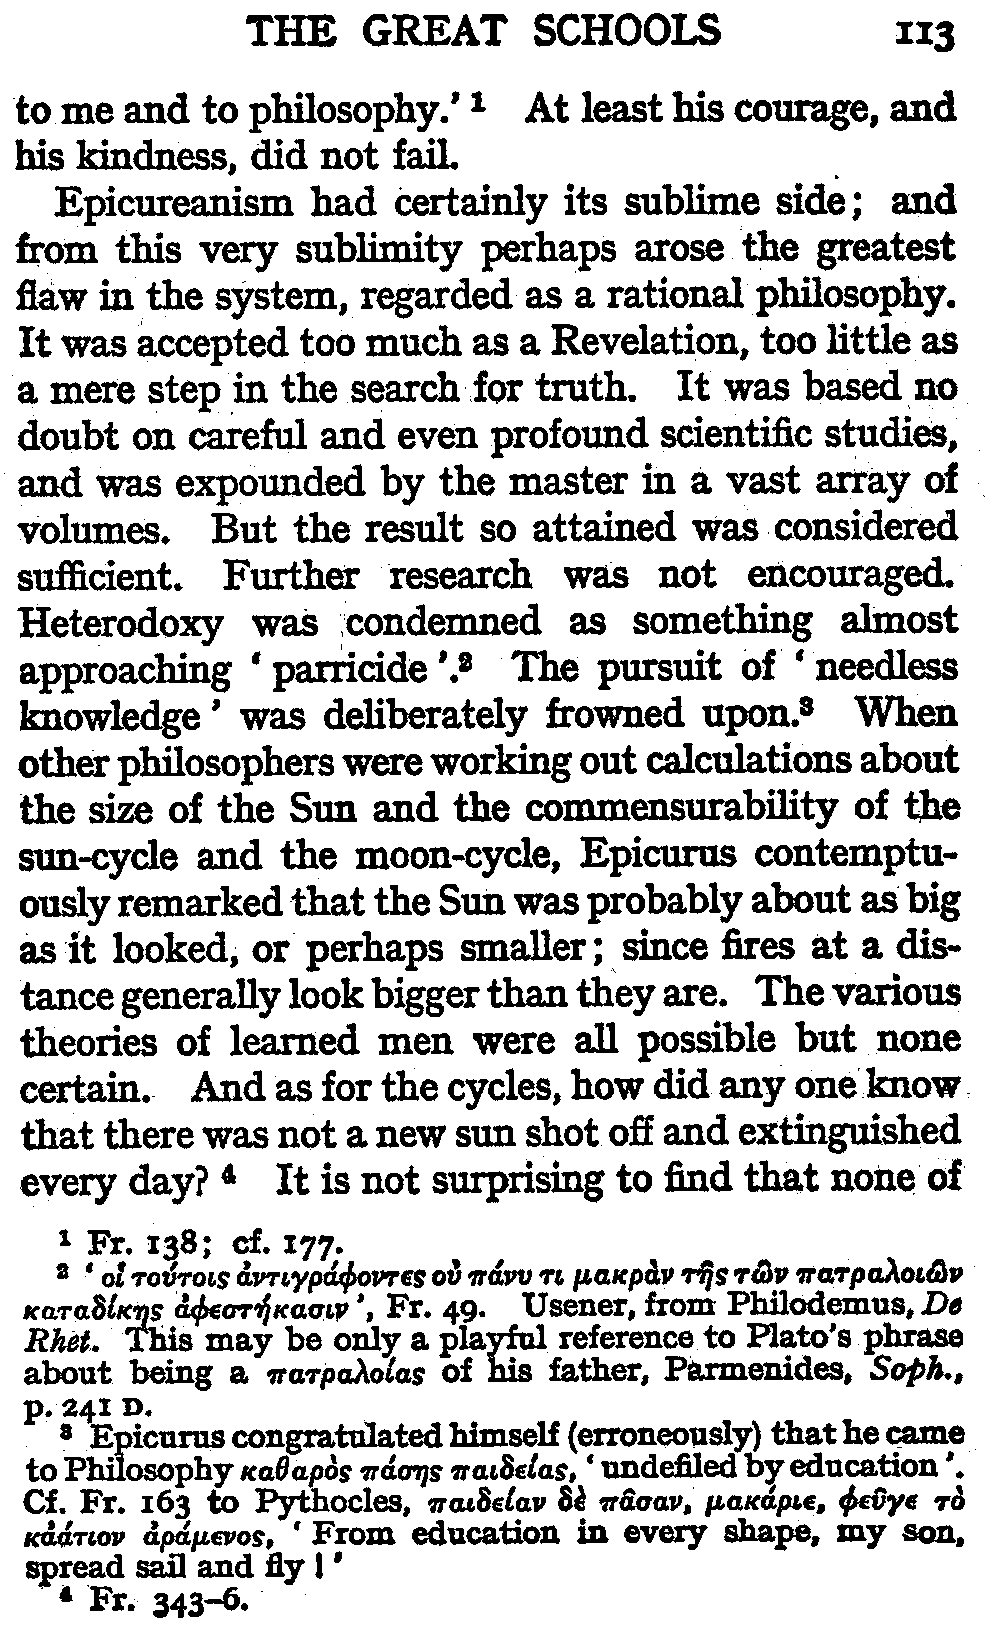 THE GREAT SCHOOLS 113
to me and to philosophy.’ ¹ At least his courage, and
his kindness, did not fail.
Epicureanism had certainly its sublime side; and
from this very sublimity perhaps arose the greatest
flaw in the system, regarded as a rational philosophy.
It was accepted too much as a Revelation, too little as
a mere step in the search for truth. It was based no
doubt on careful and even profound scientific studies,
and was expounded by the master in a vast array of
volumes. But the result so attained was considered
sufficient. Further research was not encouraged.
Heterodoxy was condemned as something almost
approaching ‘ parricide ’.² The pursuit of ‘ needless
knowledge ’ was deliberately frowned upon.³ When
other philosophers were working out calculations about
the size of the Sun and the commensurability of the
sun-cycle and the moon-cycle, Epicurus contemptu-
ously remarked that the Sun was probably about as big
as it looked, or perhaps smaller; since fires at a dis-
tance generally look bigger than they are. The various
theories of learned men were all possible but none
certain. And as for the cycles, how did any one know
that there was not a new sun shot off and extinguished
every day? ⁴ It is not surprising to find that none of
¹ Fr. 138; cf. 177.
² ‘ οἱ τούτοις ἀντιγράφοντες οὐ πάνυ τι μακρὰν τῆς τῶν πατραλοιῶν
καταδίκης ἀφεστήκασιν ’, Fr. 49. Usener, from Philodemus, De
Rhet. This may be only a playful reference to Plato’s phrase
about being a πατραλοίας of his father, Parmenides, Soph.,
p. 241 D.
³ Epicurus congratulated himself (erroneously) that he came
to Philosophy καθαρὸς πάσης παιδείας, ‘ undefiled by education ’.
Cf. Fr. 163 to Pythocles, παιδείαν δὲ πᾶσαν, μακάριε, φεῦγε τὸ
κἀάτιον ἀράμενος, ‘ From education in every shape, my son,
spread sail and fly ! ’
⁴ Fr. 343–6.